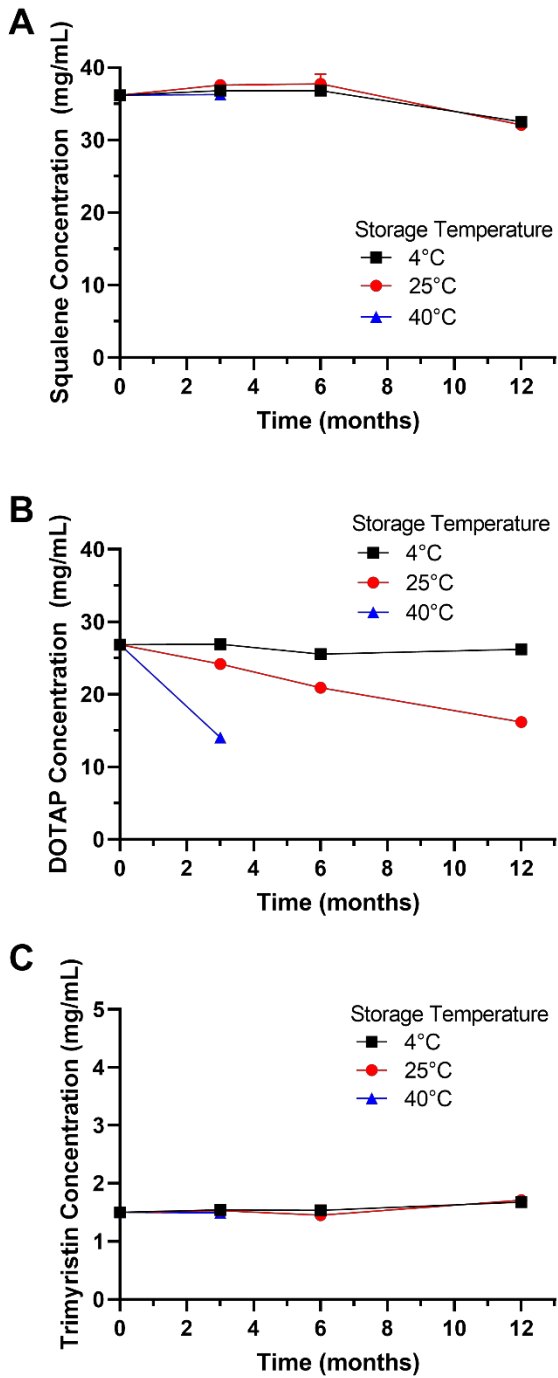 A
Squalene Concentration (mg/mL)
40
30
20
10
0
Storage Temperature
4°C
25°C
40°C
0 2 4 6 8 10 12
Time (months)
B
DOTAP Concentration (mg/mL)
Storage Temperature
4°C
25°C
40°C
40
30
20
10
0
0 2 4 6 8 10 12
Time (months)
C
Trimyristin Concentration (mg/mL)
5
4
3
2
1
0
Storage Temperature
4°C
25°C
40°C
0 2 4 6 8 10 12
Time (months)